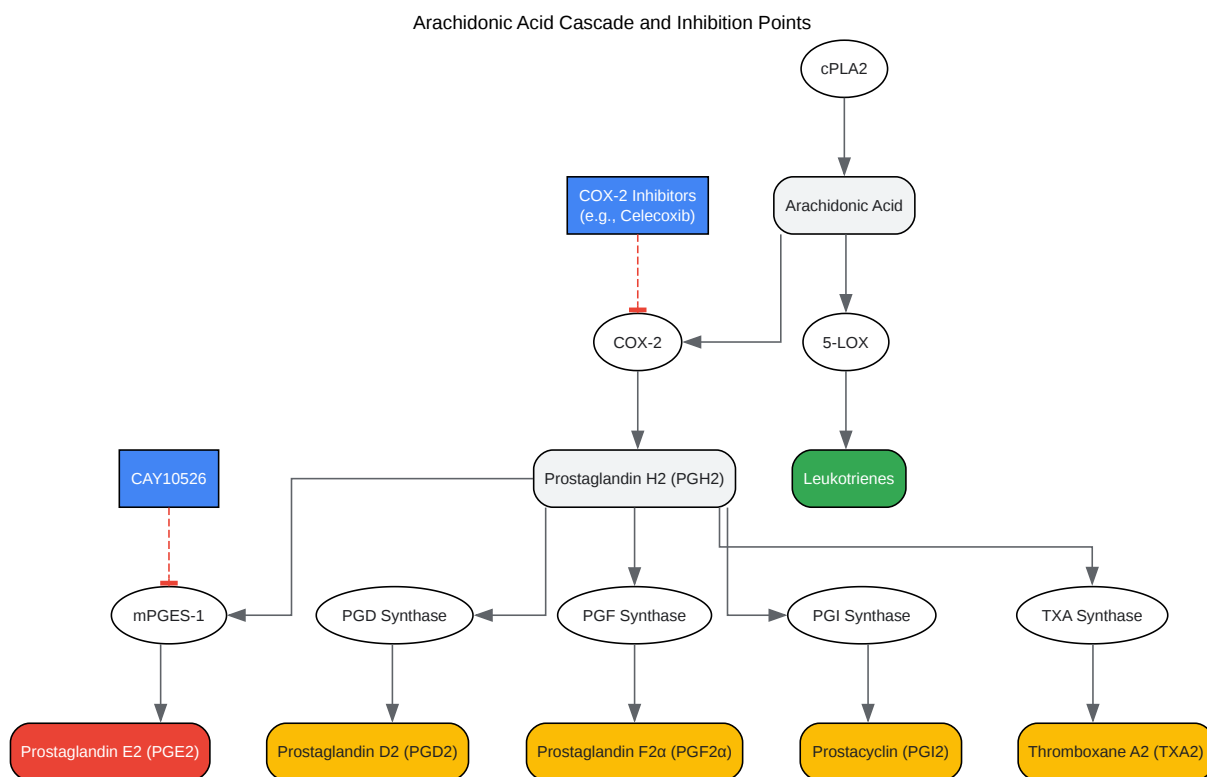 Arachidonic Acid Cascade and Inhibition Points
cPLA2
COX-2 Inhibitors
(e.g., Celecoxib)
Arachidonic Acid
COX-2
5-LOX
CAY10526
Prostaglandin H2 (PGH2)
Leukotrienes
mPGES-1
PGD Synthase
PGF Synthase
PGI Synthase
TXA Synthase
Prostaglandin E2 (PGE2)
Prostaglandin D2 (PGD2)
Prostaglandin F2α (PGF2α)
Prostacyclin (PGI2)
Thromboxane A2 (TXA2)